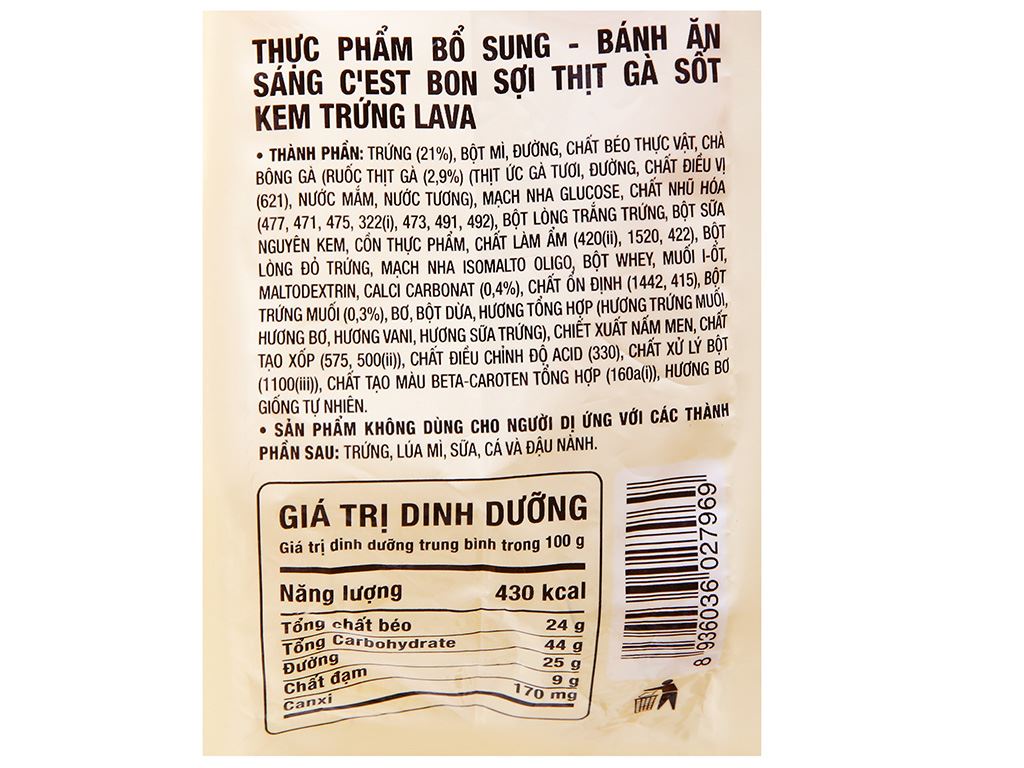 THỰC PHẨM BỔ SUNG - BÁNH ĂN
SÁNG C'EST BON SỢI THỊT GÀ SỐT
KEM TRỨNG LAVA
• THÀNH PHẦN: TRỨNG (21%), BỘT MÌ, ĐƯỜNG, CHẤT BÉO THỰC VẬT, CHÀ
BÔNG GÀ (RUỐC THỊT GÀ (2,9%) (THỊT ỨC GÀ TƯƠI, ĐƯỜNG, CHẤT ĐIỀU VỊ
(621), NƯỚC MẮM, NƯỚC TƯƠNG), MẠCH NHA GLUCOSE, CHẤT NHŨ HÓA
(477, 471, 475, 322(i), 473, 491, 492), BỘT LÒNG TRẮNG TRỨNG, BỘT SỮA
NGUYÊN KEM, CỒN THỰC PHẨM, CHẤT LÀM ẨM (420(ii), 1520, 422), BỘT
LÒNG ĐỎ TRỨNG, MẠCH NHA ISOMALTO OLIGO, BỘT WHEY, MUỐI I-ỐT,
MALTODEXTRIN, CALCI CARBONAT (0,4%), CHẤT ỔN ĐỊNH (1442, 415), BỘT
TRỨNG MUỐI (0,3%), BƠ, BỘT DỪA, HƯƠNG TỔNG HỢP (HƯƠNG TRỨNG MUỐI,
HƯƠNG BƠ, HƯƠNG VANI, HƯƠNG SỮA TRỨNG), CHIẾT XUẤT NẤM MEN, CHẤT
TẠO XỐP (575, 500(ii)), CHẤT ĐIỀU CHỈNH ĐỘ ACID (330), CHẤT XỬ LÝ BỘT
(1100(iii)), CHẤT TẠO MÀU BETA-CAROTEN TỔNG HỢP (160a(i)), HƯƠNG BƠ
GIỐNG TỰ NHIÊN.
• SẢN PHẨM KHÔNG DÙNG CHO NGƯỜI DỊ ỨNG VỚI CÁC THÀNH
PHẦN SAU: TRỨNG, LÚA MÌ, SỮA, CÁ VÀ ĐẬU NÀNH.
GIÁ TRỊ DINH DƯỠNG
Giá trị dinh dưỡng trung bình trong 100 g
Năng lượng 430 kcal
Tổng chất béo 24 g
Tổng Carbohydrate 44 g
Đường 25 g
Chất đạm 9 g
Canxi 170 mg
8 936036 027969